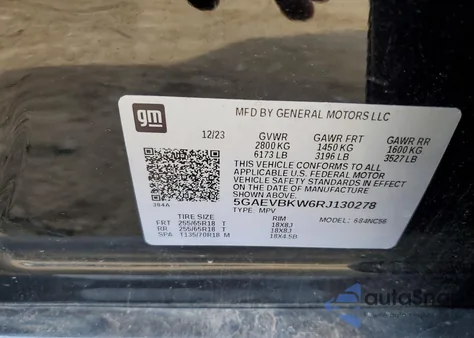 gm
MFD BY GENERAL MOTORS LLC
12/23 GVWR GAWR FRT GAWR RR
2800 KG 1450 KG 1600 KG
6173 LB 3196 LB 3527 LB
THIS VEHICLE CONFORMS TO ALL
APPLICABLE U.S. FEDERAL MOTOR
VEHICLE SAFETY STANDARDS IN
EFFECT ON THE DATE OF MANUFACTURE
SHOWN ABOVE.
5GAEVBKW6RJ130278
TYPE: MPV MODEL: 684NC56
J84A
TIRE SIZE RIM
FRT 255/65R18 T 18X8J
RR 255/65R18 T 18X8J
SPA T135/70R18 M 18X4.5B